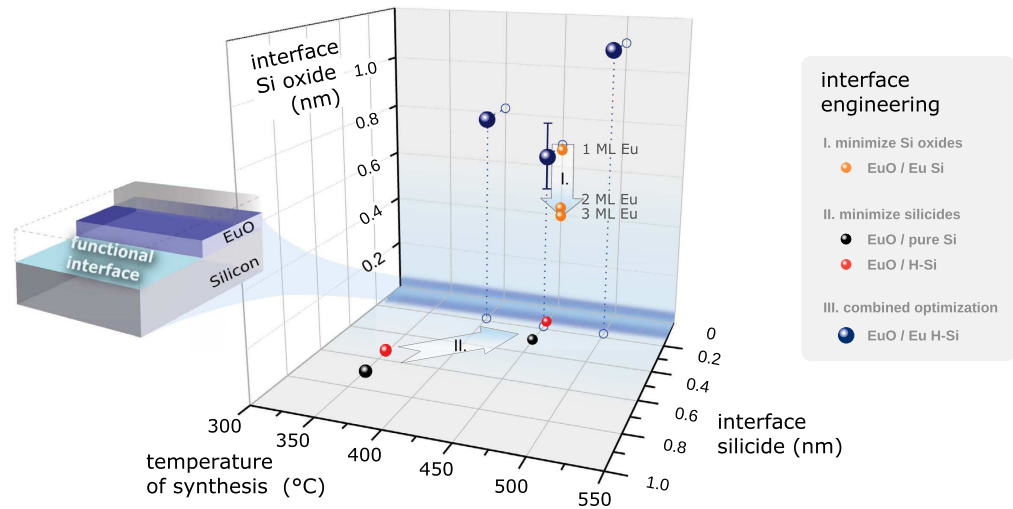 interface
Si oxide
(nm)
1.0
0.8
0.6
0.4
0.2
1 ML Eu
I.
2 ML Eu
3 ML Eu
EuO
functional
interface
Silicon
II.
0
0.2
0.4
0.6
0.8
1.0
interface
silicide (nm)
300
350
400
450
500
550
temperature
of synthesis (°C)
interface
engineering
I. minimize Si oxides
EuO / Eu Si
II. minimize silicides
EuO / pure Si
EuO / H-Si
III. combined optimization
EuO / Eu H-Si